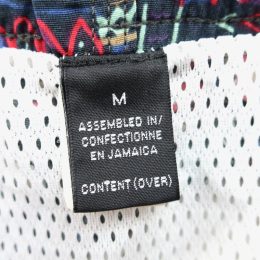 M
ASSEMBLED IN/
CONFECTIONNE
EN JAMAICA
CONTENT (OVER)